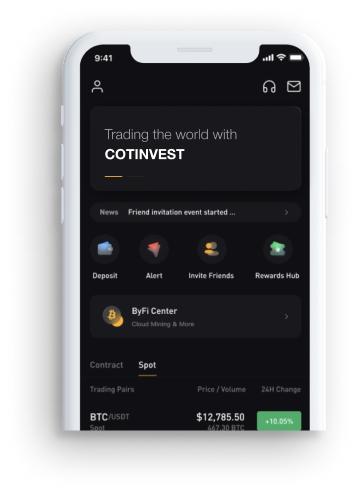 9:41
Trading the world with
COTINVEST
News Friend invitation event started ...
Deposit Alert Invite Friends Rewards Hub
ByFi Center
Cloud Mining & More
Contract Spot
Trading Pairs Price / Volume 24H Change
BTC/USDT $12,785.50 +10.05%
Spot 467.30 BTC